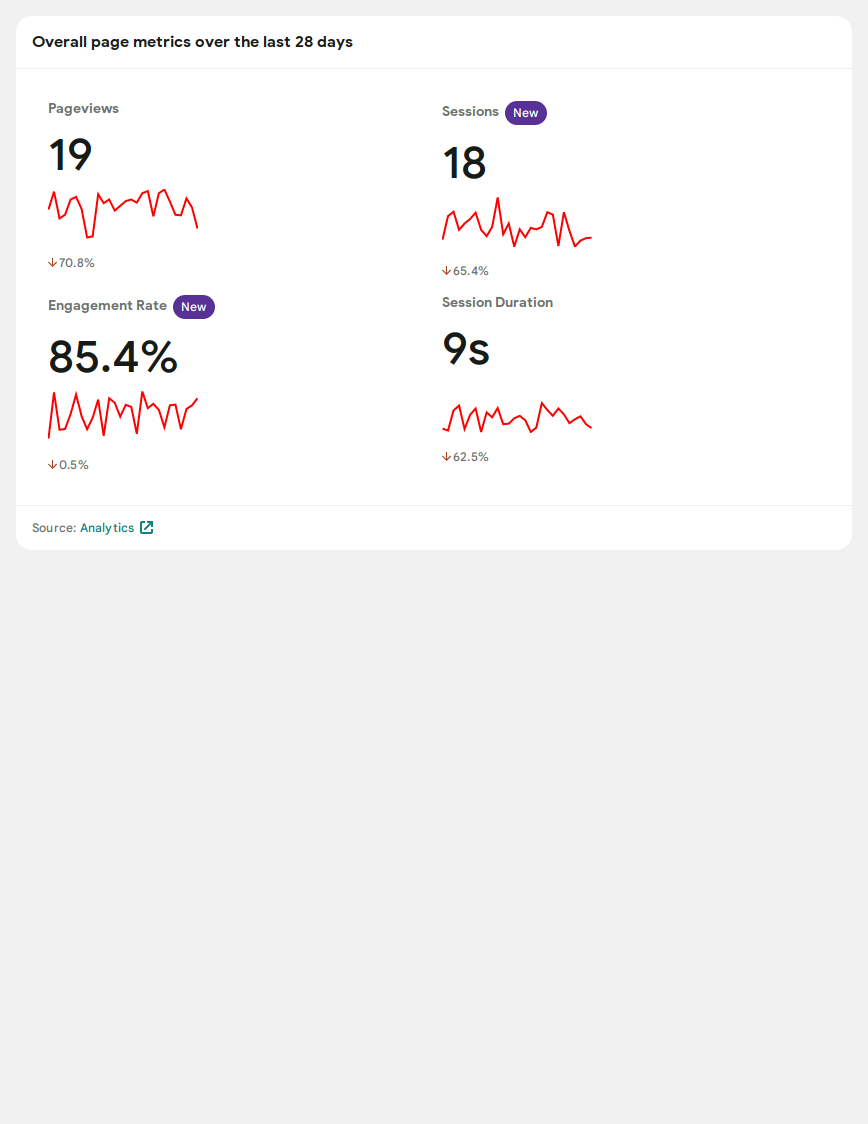 Overall page metrics over the last 28 days
Pageviews
19
70.8%
Sessions New
18
65.4%
Engagement Rate New
85.4%
0.5%
Session Duration
9s
62.5%
Source: Analytics